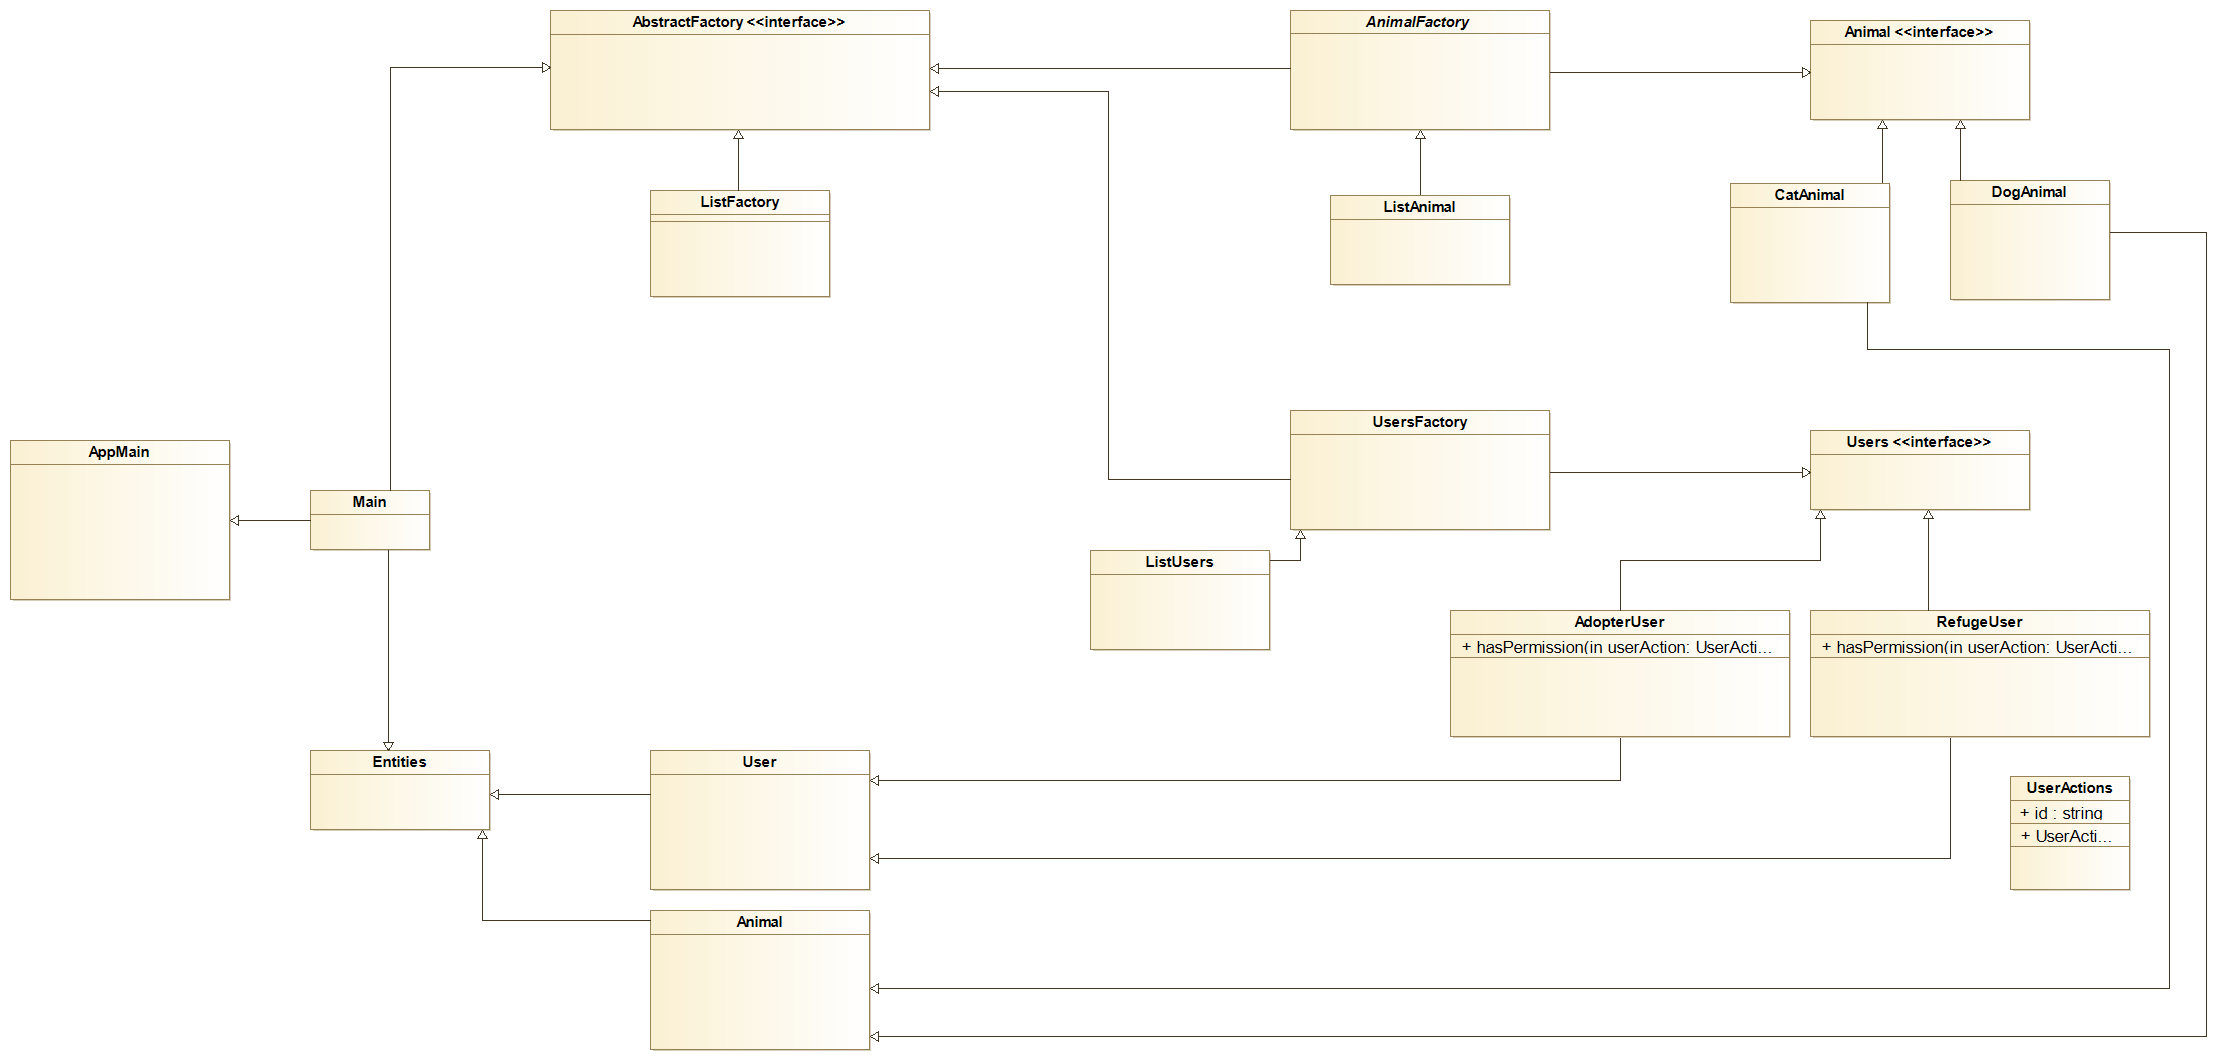 AbstractFactory <<interface>>
AnimalFactory
Animal <<interface>>
ListFactory
ListAnimal
CatAnimal
DogAnimal
UsersFactory
Users <<interface>>
AppMain
Main
ListUsers
AdopterUser
+ hasPermission(in userAction: UserActi...
RefugeUser
+ hasPermission(in userAction: UserActi...
Entities
User
UserActions
+ id : string
+ UserActi...
Animal